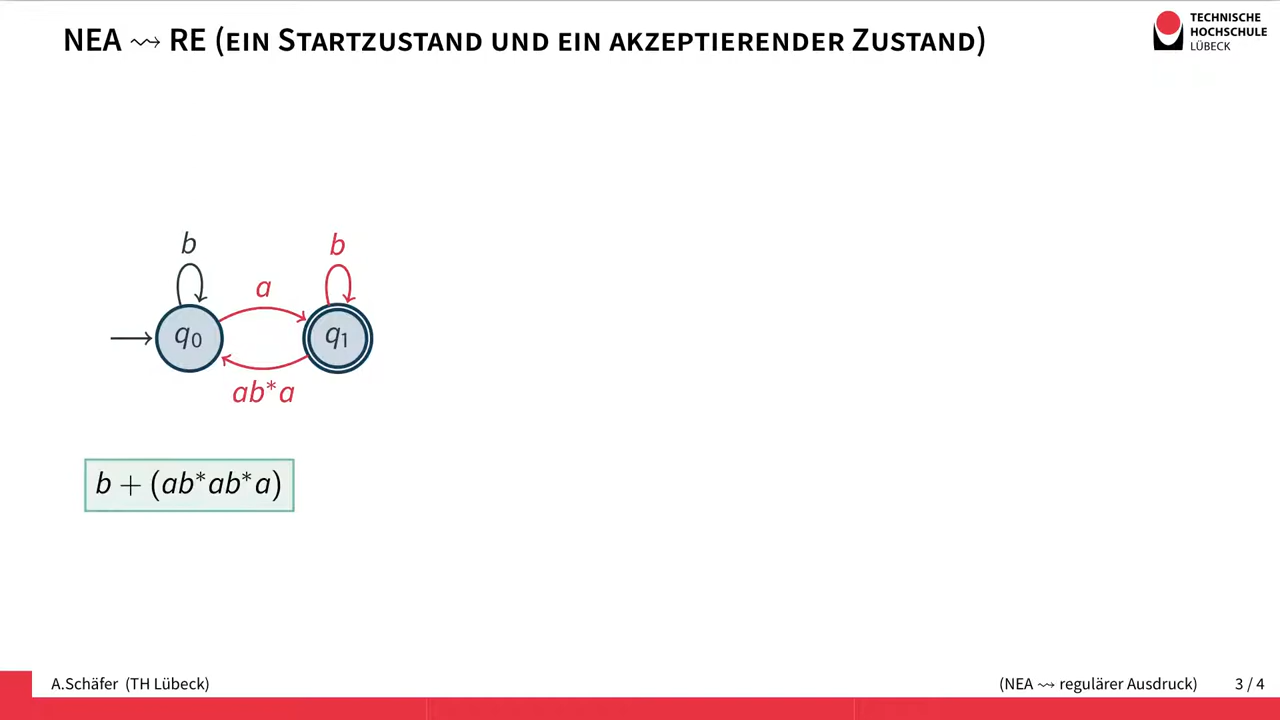 NEA ⇝ RE (ein Startzustand und ein akzeptierender Zustand)
TECHNISCHE
HOCHSCHULE
LÜBECK
b
b
a
q₀
q₁
ab*a
b + (ab*ab*a)
A.Schäfer (TH Lübeck)
(NEA ⇝ regulärer Ausdruck)
3 / 4